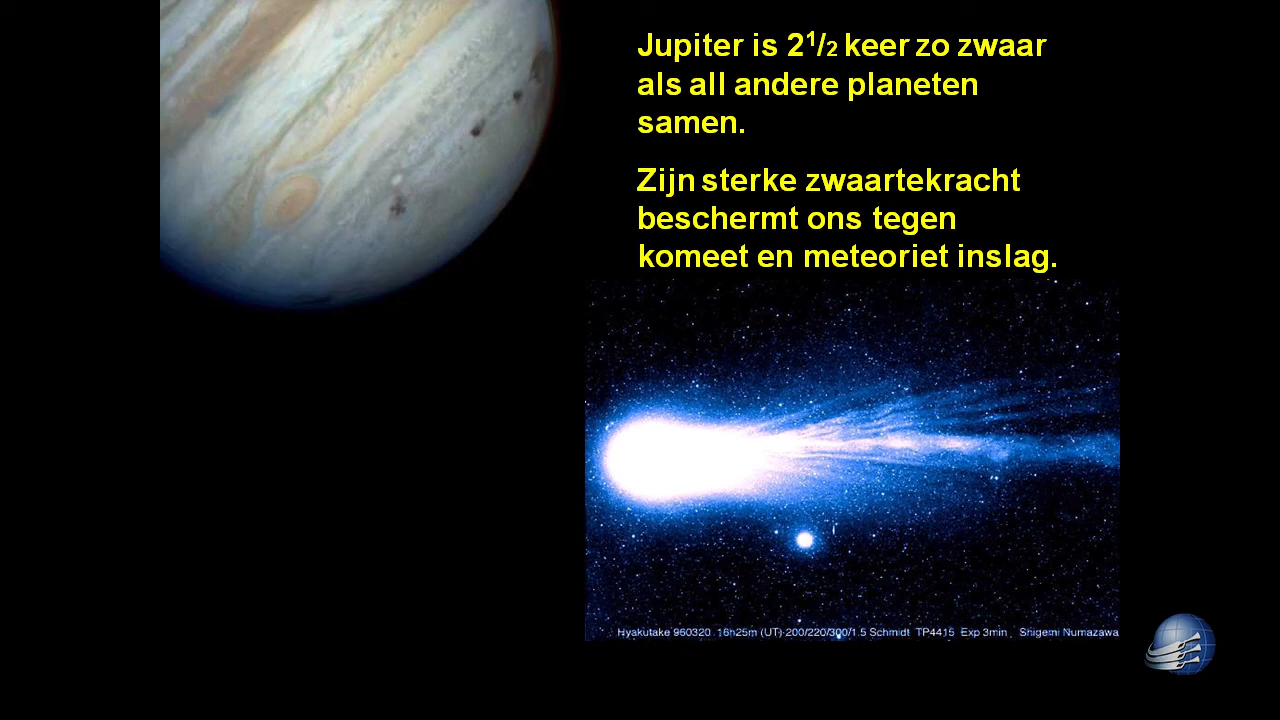 Jupiter is 2¹/₂ keer zo zwaar
als all andere planeten
samen.
Zijn sterke zwaartekracht
beschermt ons tegen
komeet en meteoriet inslag.
Hyakutake 960320 16h25m (UT) 200/220/300/1.5 Schmidt TP4415 Exp 3min Shigemi Numazawa